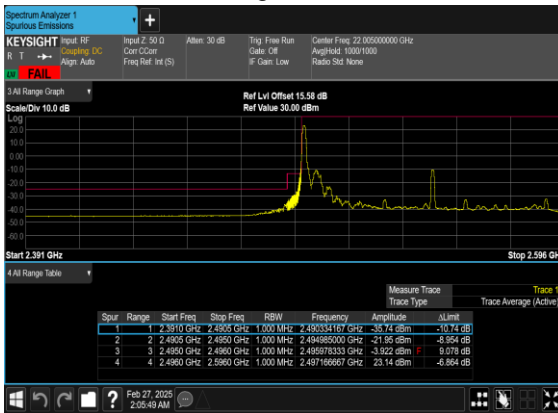 Spectrum Analyzer 1
Spurious Emissions
KEYSIGHT Input: RF Input Z: 50 Ω Atten: 30 dB Trig: Free Run Center Freq: 22.005000000 GHz
R T Coupling: DC Corr CCorr Gate: Off Avg|Hold: 1000/1000
Align: Auto Freq Ref: Int (S) IF Gain: Low Radio Std: None
FAIL
3 All Range Graph Ref Lvl Offset 15.58 dB
Scale/Div 10.0 dB Ref Value 30.00 dBm
Log
20.0
10.0
0.00
-10.0
-20.0
-30.0
-40.0
-50.0
-60.0
Start 2.391 GHz Stop 2.596 GH
4 All Range Table
Measure Trace Trace 1
Trace Type Trace Average (Active)
Spur Range Start Freq Stop Freq RBW Frequency Amplitude ΔLimit
1 1 2.3910 GHz 2.4905 GHz 1.000 MHz 2.490334167 GHz -35.74 dBm -10.74 dB
2 2 2.4905 GHz 2.4950 GHz 1.000 MHz 2.494985000 GHz -21.95 dBm -8.954 dB
3 3 2.4950 GHz 2.4960 GHz 1.000 MHz 2.495978333 GHz -3.922 dBm F 9.078 dB
4 4 2.4960 GHz 2.5960 GHz 1.000 MHz 2.497166667 GHz 23.14 dBm -6.864 dB
Feb 27, 2025
2:05:49 AM